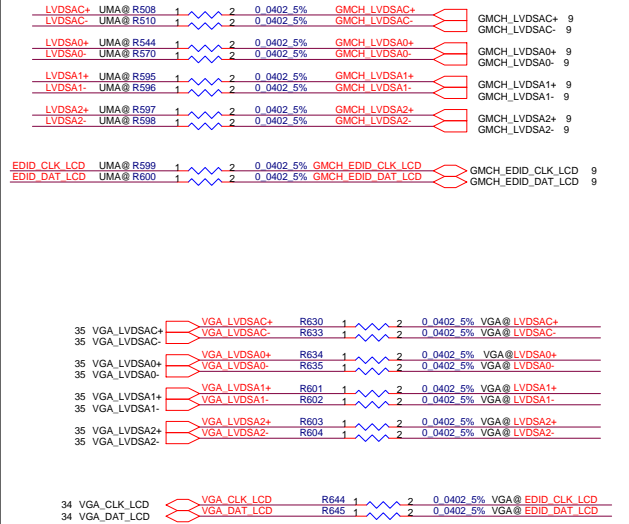 LVDSAC+ UMA@ R508 1 2 0_0402_5% GMCH_LVDSAC+ GMCH_LVDSAC+ 9
LVDSAC- UMA@ R510 1 2 0_0402_5% GMCH_LVDSAC- GMCH_LVDSAC- 9
LVDSA0+ UMA@ R544 1 2 0_0402_5% GMCH_LVDSA0+ GMCH_LVDSA0+ 9
LVDSA0- UMA@ R570 1 2 0_0402_5% GMCH_LVDSA0- GMCH_LVDSA0- 9
LVDSA1+ UMA@ R595 1 2 0_0402_5% GMCH_LVDSA1+ GMCH_LVDSA1+ 9
LVDSA1- UMA@ R596 1 2 0_0402_5% GMCH_LVDSA1- GMCH_LVDSA1- 9
LVDSA2+ UMA@ R597 1 2 0_0402_5% GMCH_LVDSA2+ GMCH_LVDSA2+ 9
LVDSA2- UMA@ R598 1 2 0_0402_5% GMCH_LVDSA2- GMCH_LVDSA2- 9
EDID_CLK_LCD UMA@ R599 1 2 0_0402_5% GMCH_EDID_CLK_LCD GMCH_EDID_CLK_LCD 9
EDID_DAT_LCD UMA@ R600 1 2 0_0402_5% GMCH_EDID_DAT_LCD GMCH_EDID_DAT_LCD 9
35 VGA_LVDSAC+ VGA_LVDSAC+ R630 1 2 0_0402_5% VGA@ LVDSAC+
35 VGA_LVDSAC- VGA_LVDSAC- R633 1 2 0_0402_5% VGA@ LVDSAC-
35 VGA_LVDSA0+ VGA_LVDSA0+ R634 1 2 0_0402_5% VGA@ LVDSA0+
35 VGA_LVDSA0- VGA_LVDSA0- R635 1 2 0_0402_5% VGA@ LVDSA0-
35 VGA_LVDSA1+ VGA_LVDSA1+ R601 1 2 0_0402_5% VGA@ LVDSA1+
35 VGA_LVDSA1- VGA_LVDSA1- R602 1 2 0_0402_5% VGA@ LVDSA1-
35 VGA_LVDSA2+ VGA_LVDSA2+ R603 1 2 0_0402_5% VGA@ LVDSA2+
35 VGA_LVDSA2- VGA_LVDSA2- R604 1 2 0_0402_5% VGA@ LVDSA2-
34 VGA_CLK_LCD VGA_CLK_LCD R644 1 2 0_0402_5% VGA@ EDID_CLK_LCD
34 VGA_DAT_LCD VGA_DAT_LCD R645 1 2 0_0402_5% VGA@ EDID_DAT_LCD